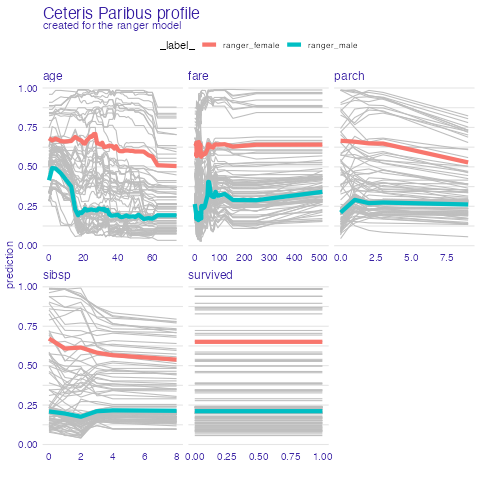 Ceteris Paribus profile
created for the ranger model
_label_ ranger_female ranger_male
age fare parch
1.00
0.75
0.50
0.25
0.00
0 20 40 60 0 100 200 300 400 500 0.0 2.5 5.0 7.5
prediction
sibsp survived
1.00
0.75
0.50
0.25
0.00
0 2 4 6 8 0.00 0.25 0.50 0.75 1.00